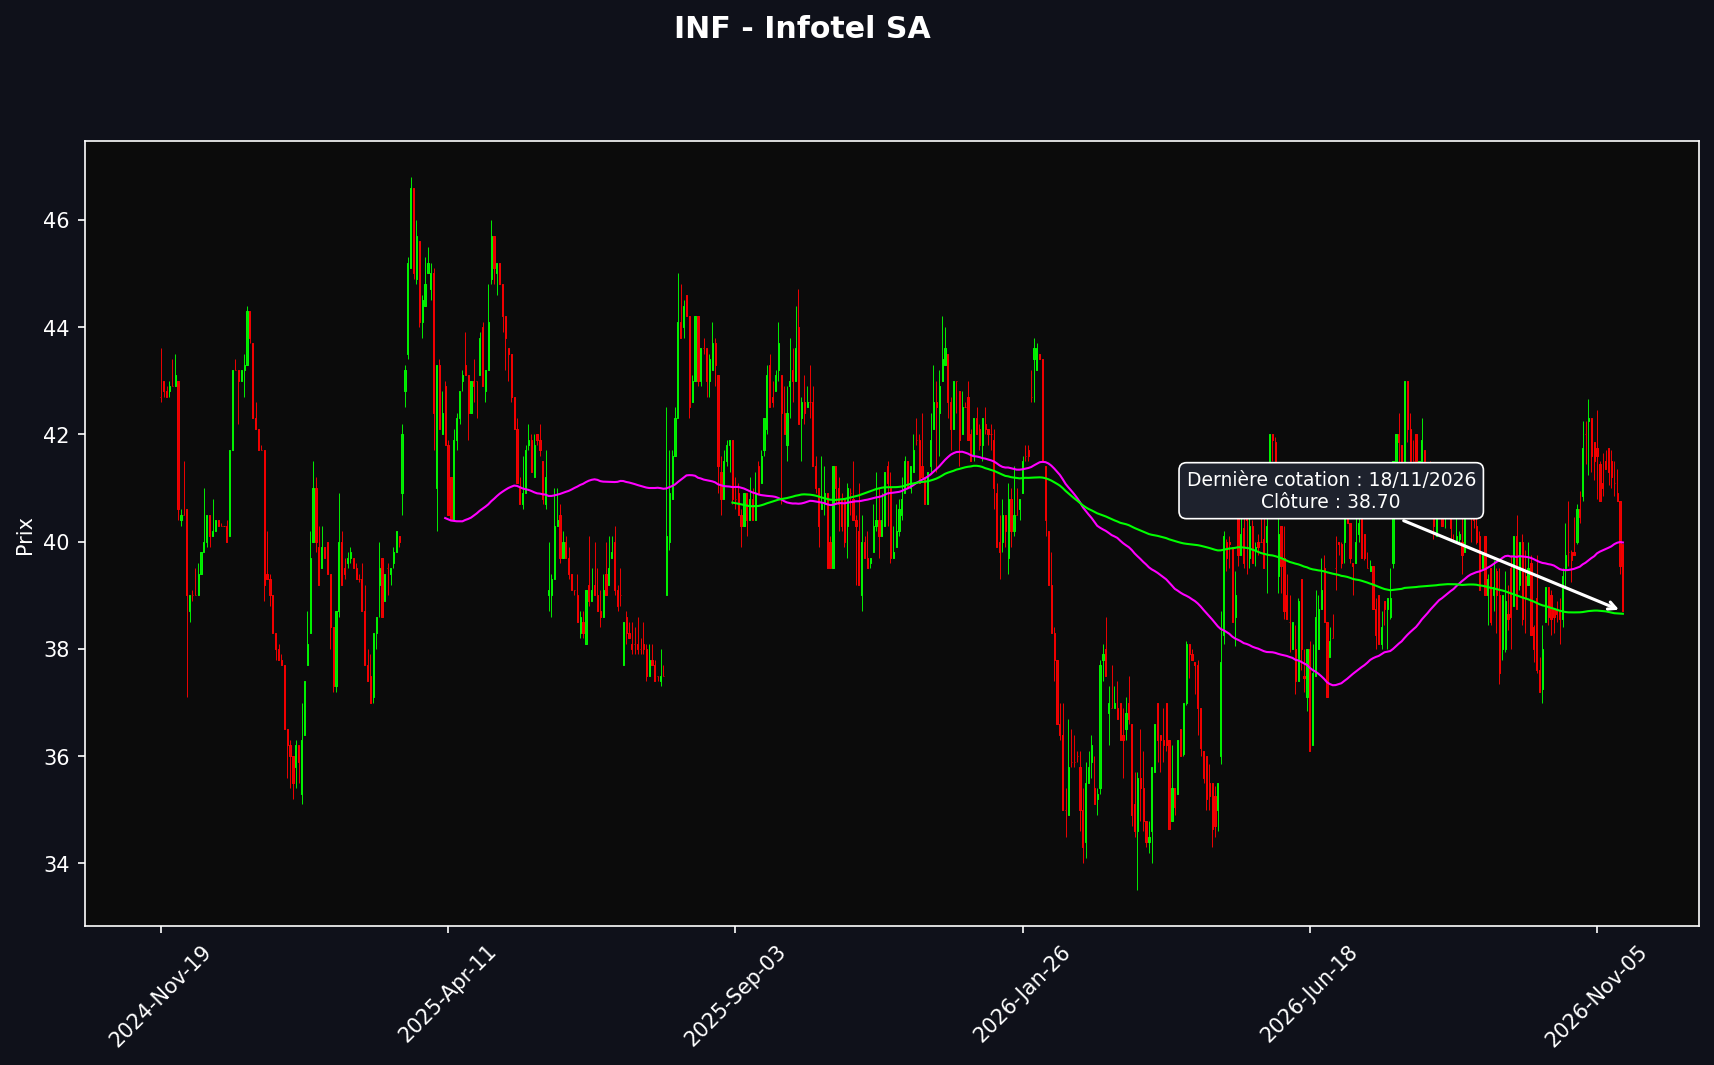 INF - Infotel SA
Prix
46
44
42
40
38
36
34
Dernière cotation : 18/11/2026
Clôture : 38.70
2024-Nov-19
2025-Apr-11
2025-Sep-03
2026-Jan-26
2026-Jun-18
2026-Nov-05